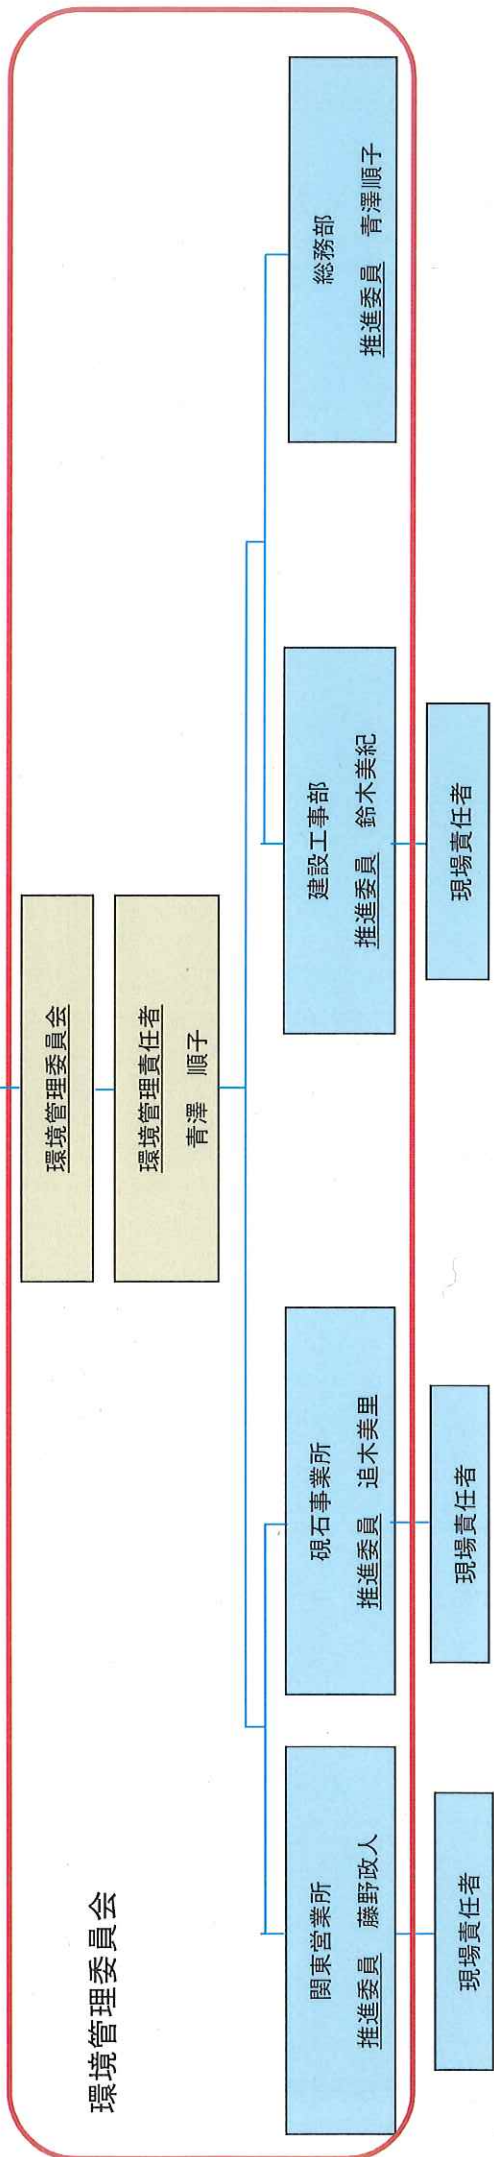 環境管理委員会
環境管理委員会
環境管理責任者
青澤 順子
関東営業所
推進委員 藤野政人
硯石事業所
推進委員 追木美里
建設工事部
推進委員 鈴木美紀
総務部
推進委員 青澤順子
現場責任者
現場責任者
現場責任者